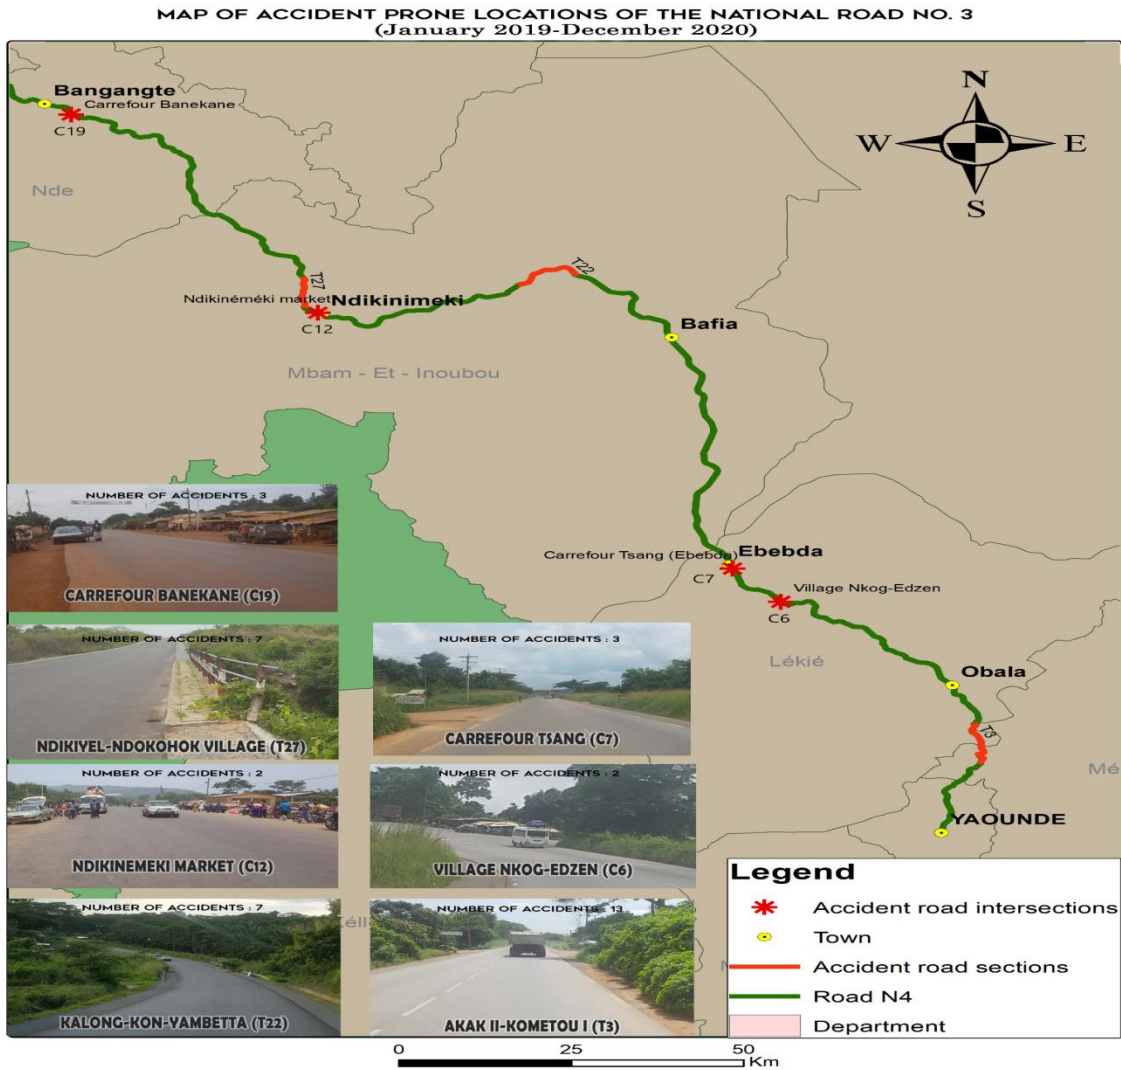 MAP OF ACCIDENT PRONE LOCATIONS OF THE NATIONAL ROAD NO. 3
(January 2019-December 2020)
N
W
E
S
Bangangte
Carrefour Banekane
C19
Nde
T27
Ndikinéméki market
Ndikinimeki
C12
T22
Bafia
Mbam - Et - Inoubou
Carrefour Tsang (Ebebda)
Ebebda
C7
Village Nkog-Edzen
C6
Lékié
Obala
T3
Mé
YAOUNDE
NUMBER OF ACCIDENTS : 3
CARREFOUR BANEKANE (C19)
NUMBER OF ACCIDENTS : 7
NDIKIYEL-NDOKOHOK VILLAGE (T27)
NUMBER OF ACCIDENTS : 3
CARREFOUR TSANG (C7)
NUMBER OF ACCIDENTS : 2
NDIKINEMEKI MARKET (C12)
NUMBER OF ACCIDENTS : 2
VILLAGE NKOG-EDZEN (C6)
NUMBER OF ACCIDENTS : 7
KALONG-KON-YAMBETTA (T22)
NUMBER OF ACCIDENTS : 13
AKAK II-KOMETOU I (T3)
Legend
Accident road intersections
Town
Accident road sections
Road N4
Department
0
25
50
Km